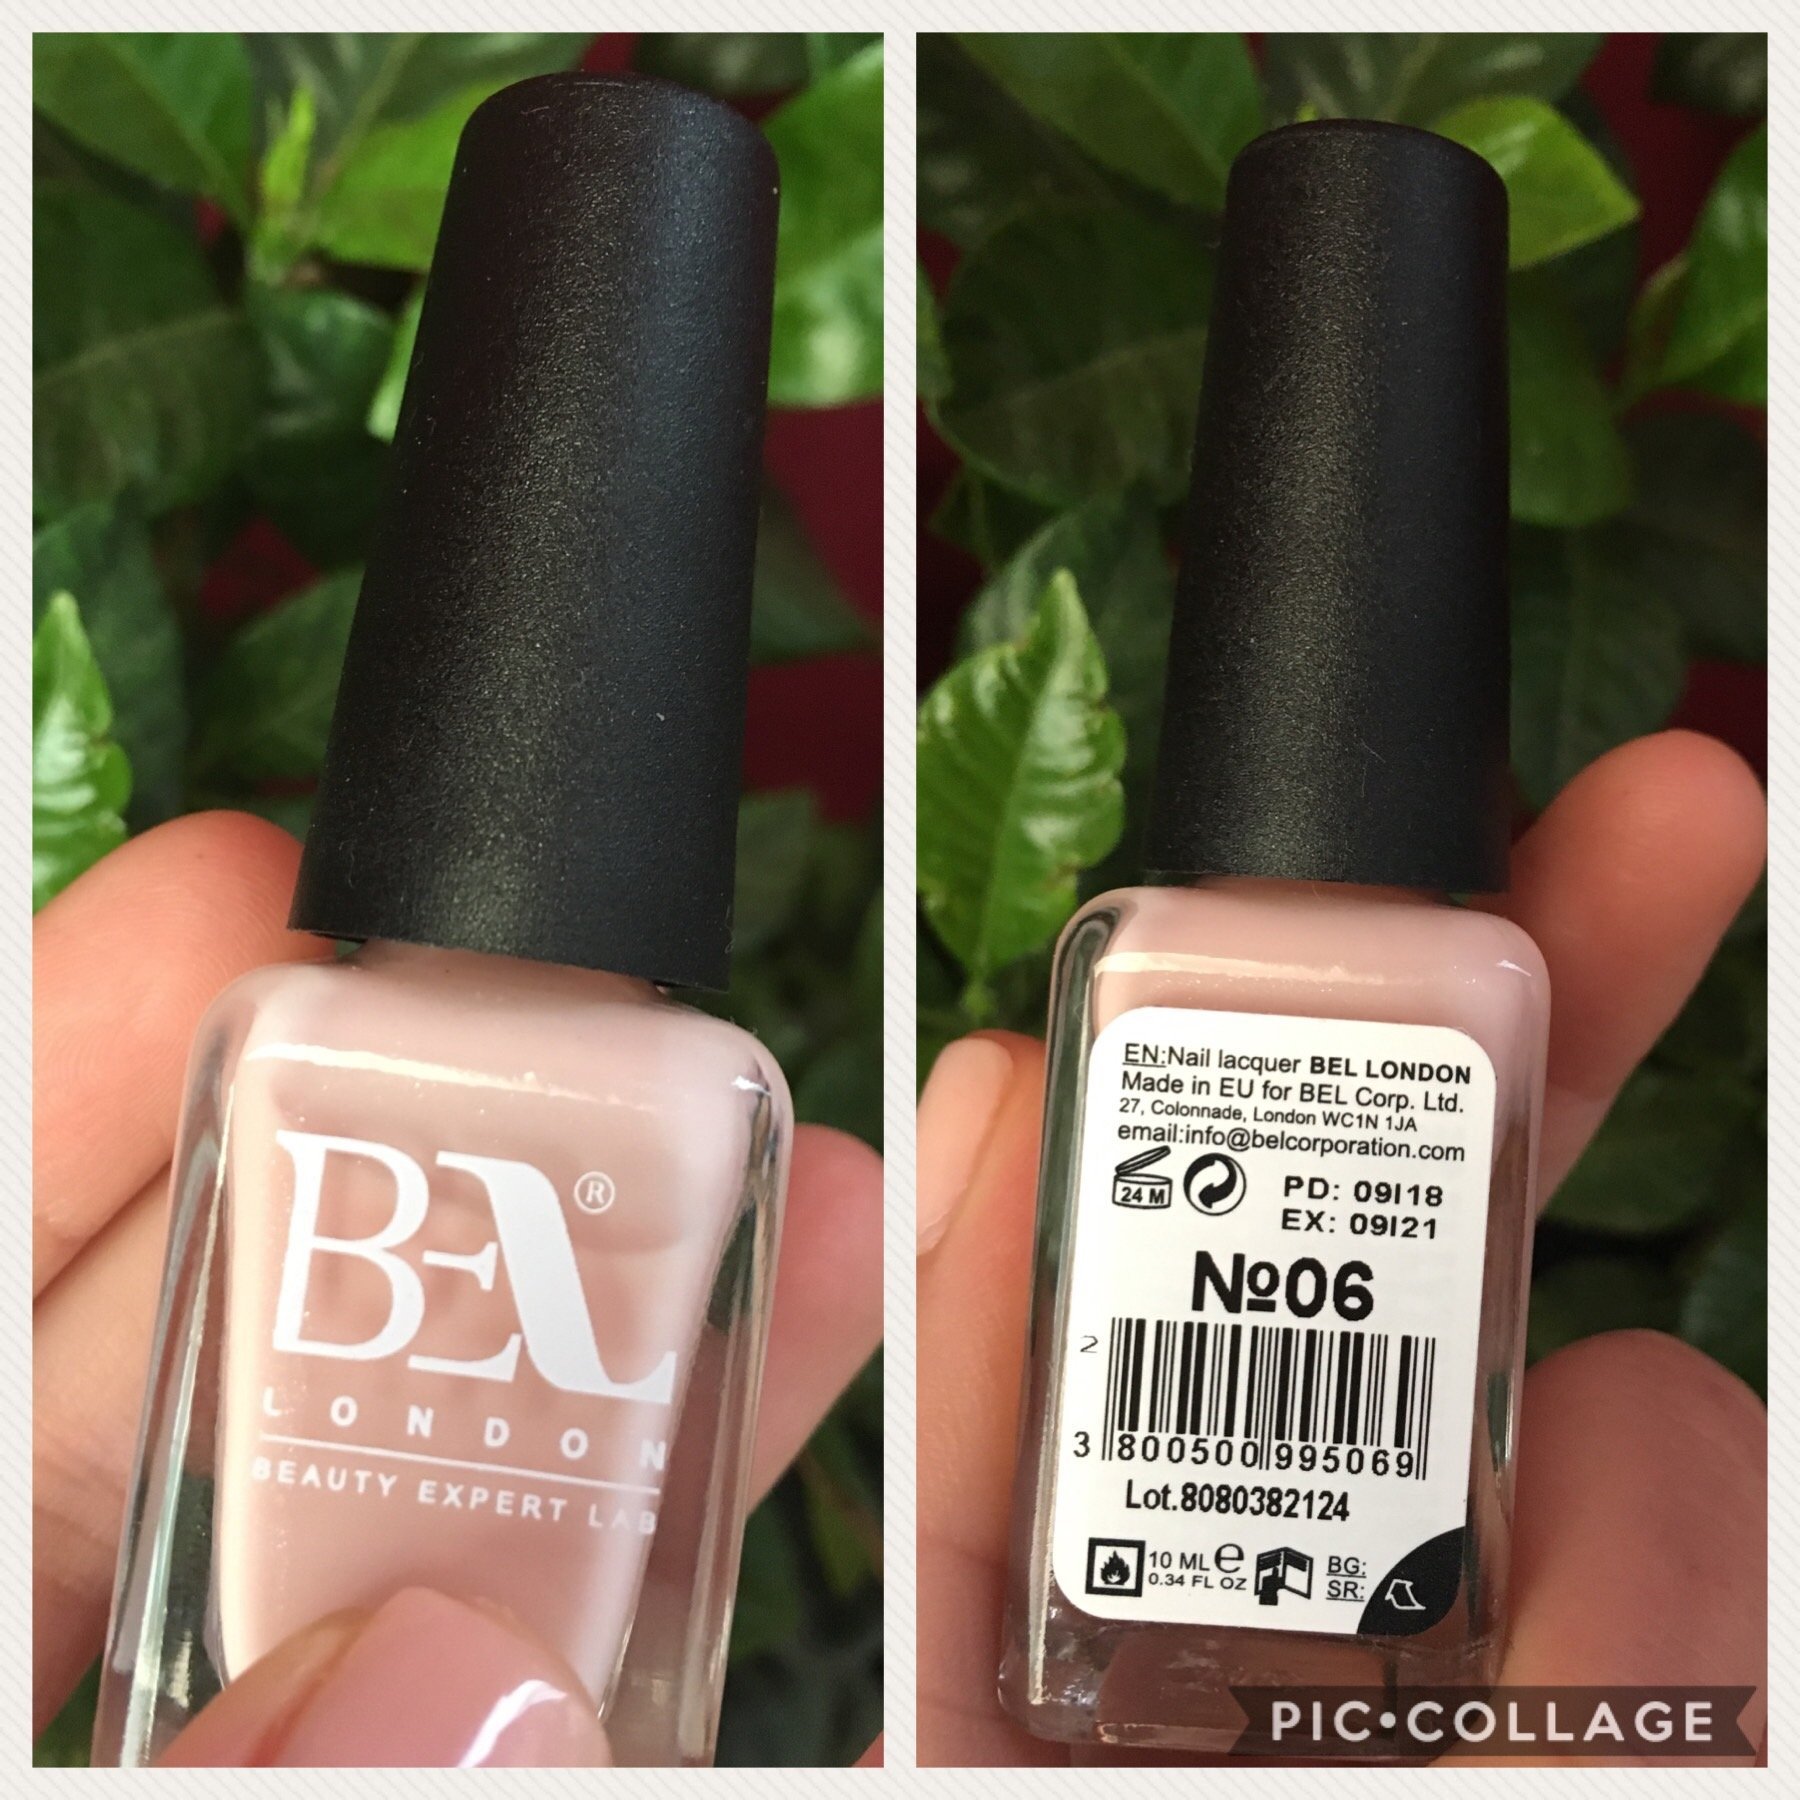 BEL®
LONDON
BEAUTY EXPERT LAB
EN:Nail lacquer BEL LONDON
Made in EU for BEL Corp. Ltd.
27, Colonnade, London WC1N 1JA
email:info@belcorporation.com
24 M
PD: 09I18
EX: 09I21
№06
2
3 800500 995069
Lot.8080382124
10 ML e
0.34 FL OZ
BG:
SR:
PIC•COLLAGE